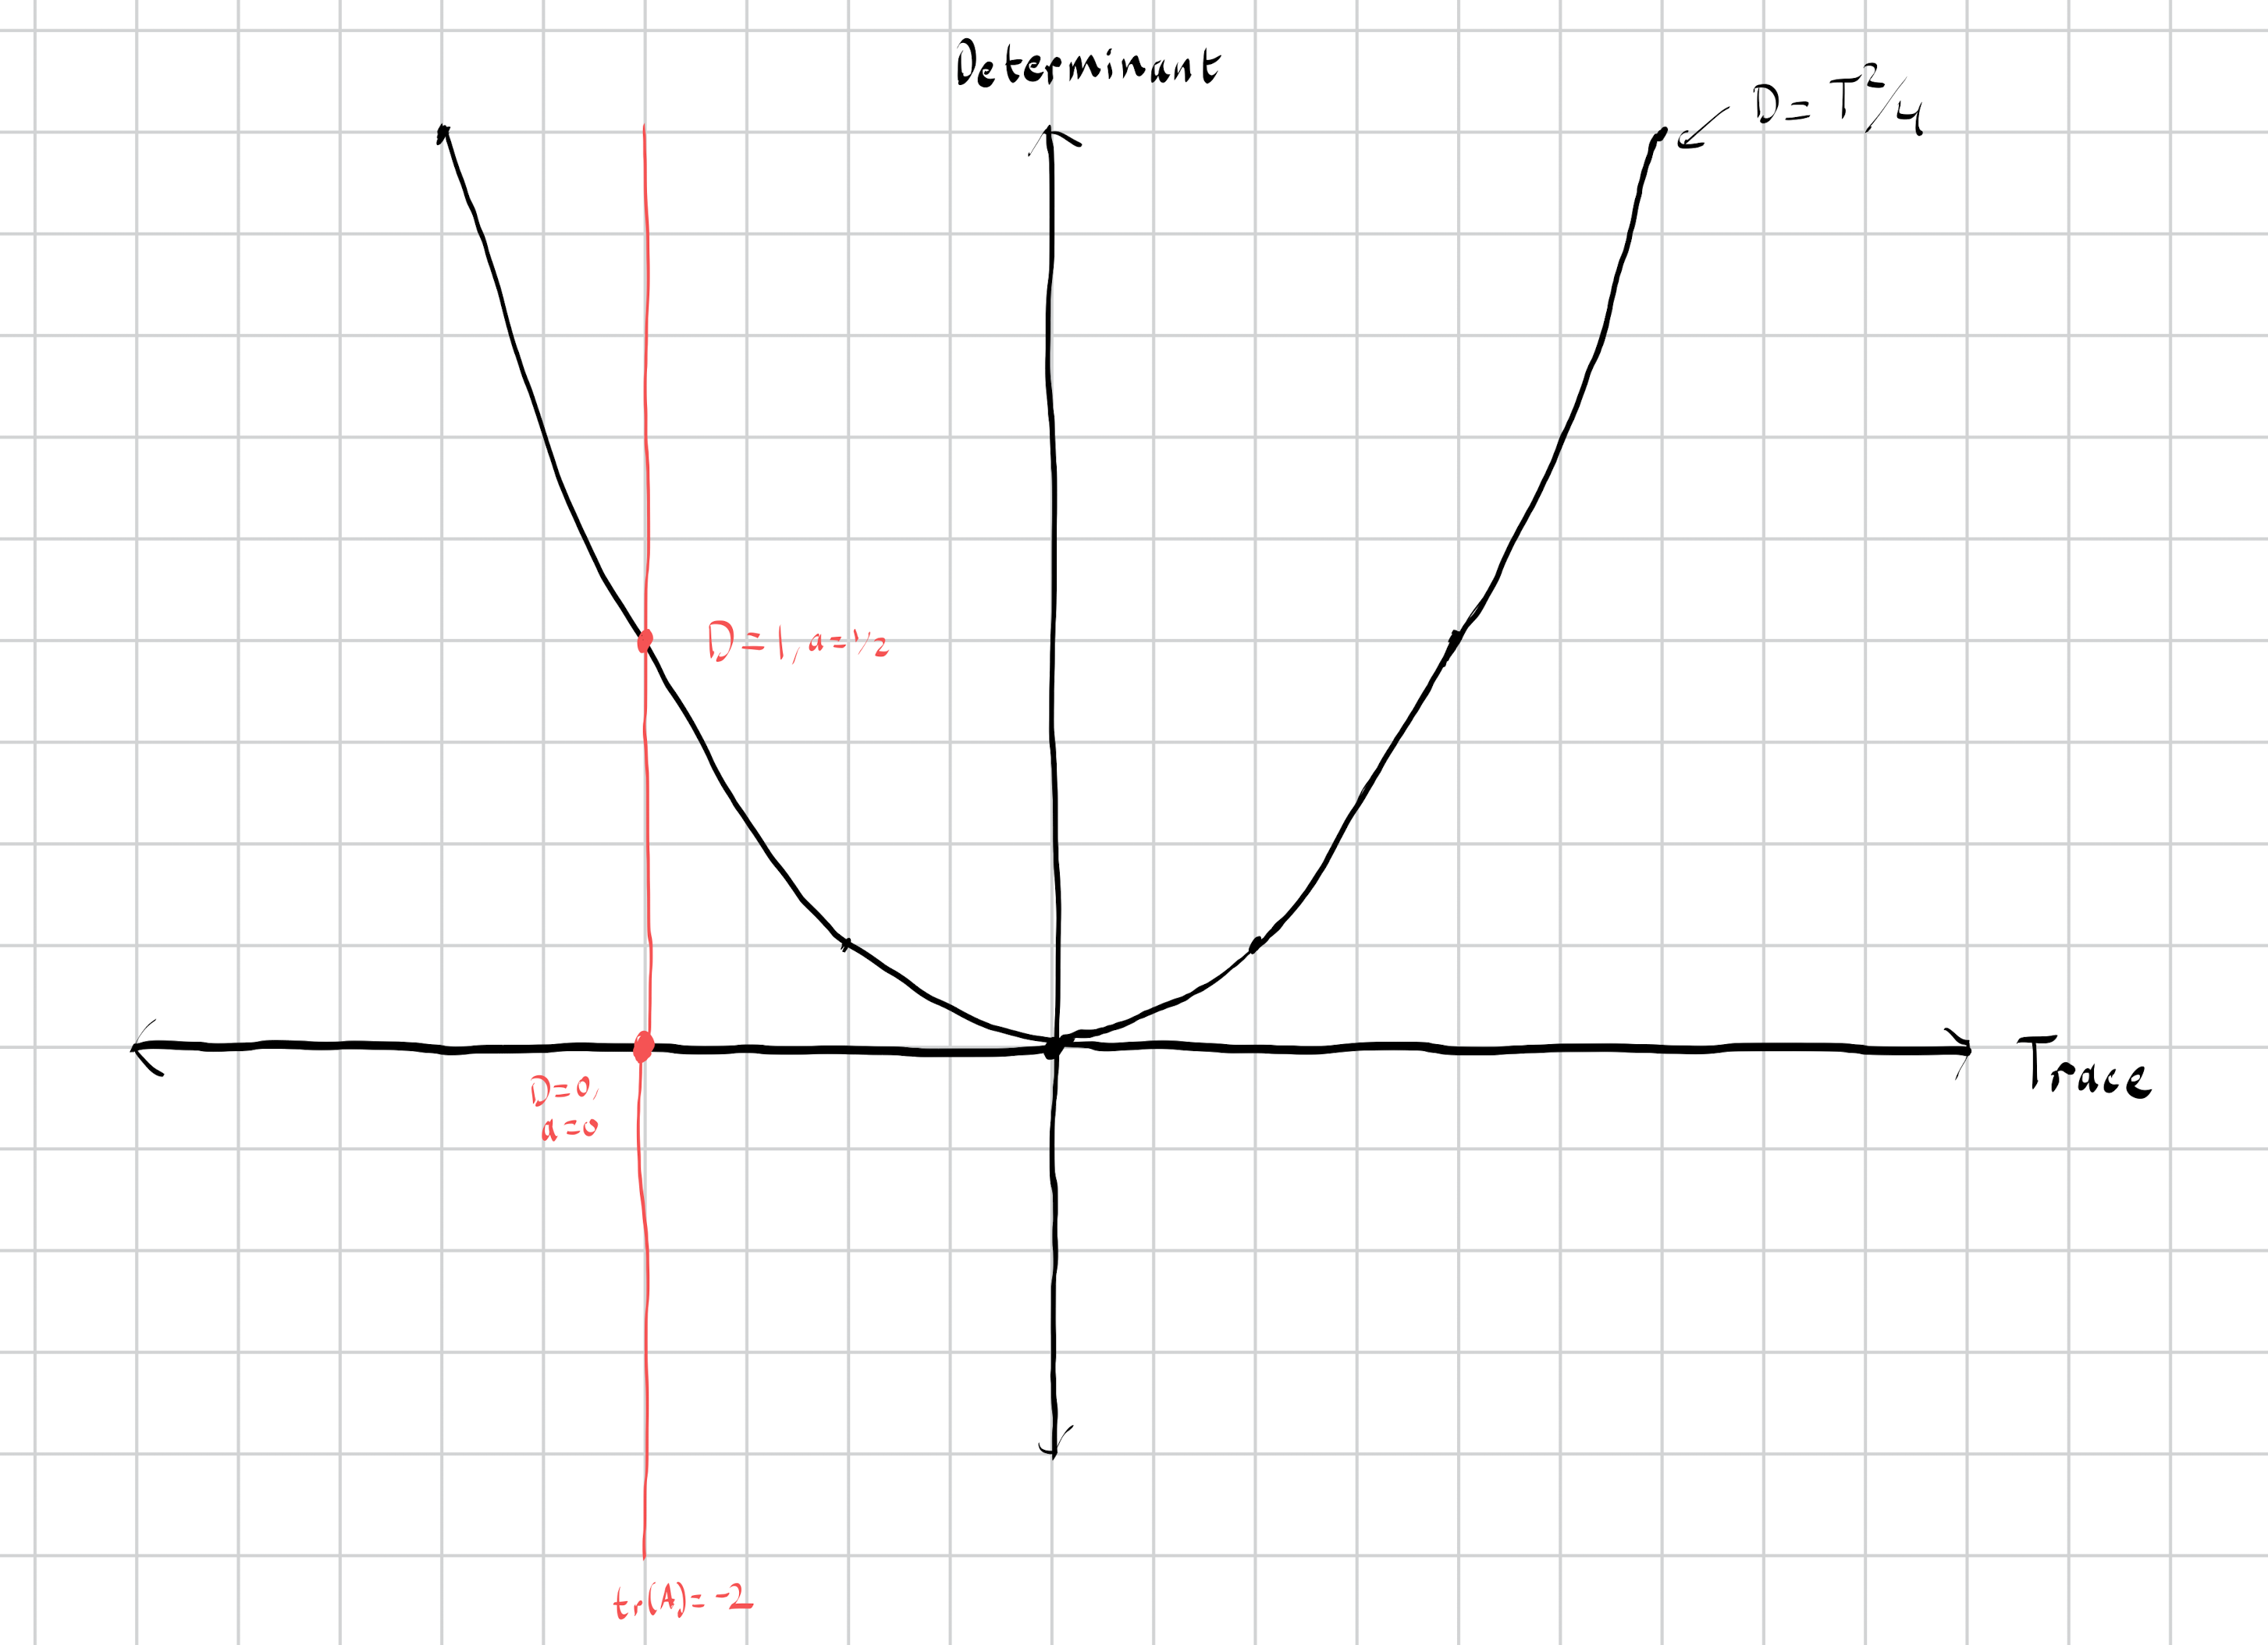 Determinant
D = T²/4
D = 1, a = 1/2
Trace
D=0,
a=0
tr(A) = -2